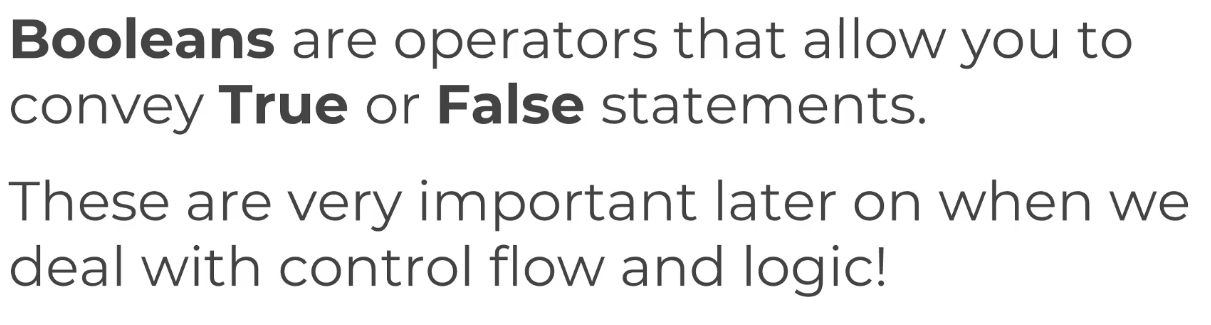 Booleans are operators that allow you to
convey True or False statements.
These are very important later on when we
deal with control flow and logic!